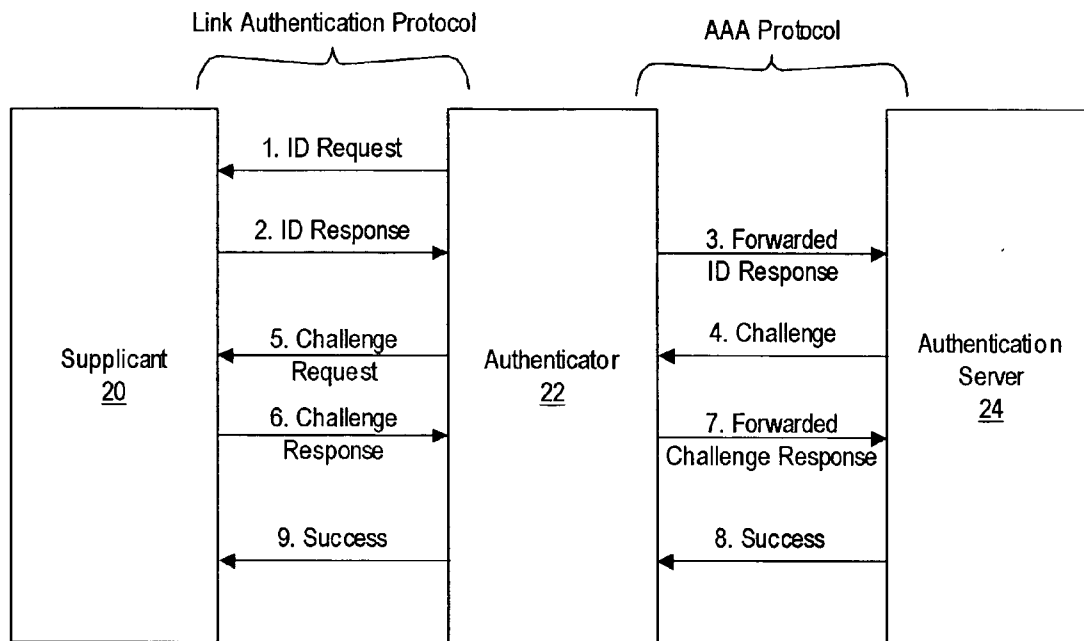 Link Authentication Protocol
AAA Protocol
1. ID Request
2. ID Response
3. Forwarded
ID Response
5. Challenge
Request
4. Challenge
Supplicant
20
Authenticator
22
Authentication
Server
24
6. Challenge
Response
7. Forwarded
Challenge Response
9. Success
8. Success